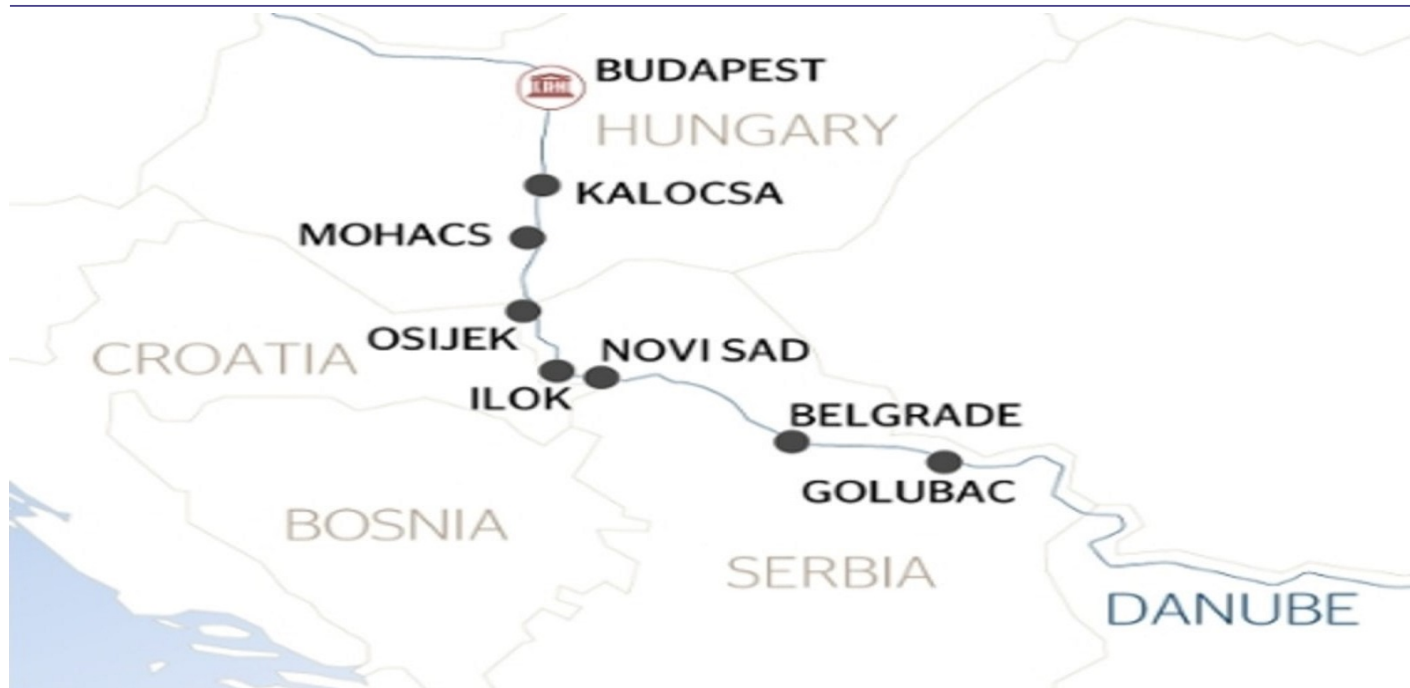 BUDAPEST
HUNGARY
KALOCSA
MOHACS
OSIJEK
CROATIA
NOVI SAD
ILOK
BELGRADE
GOLUBAC
BOSNIA
SERBIA
DANUBE